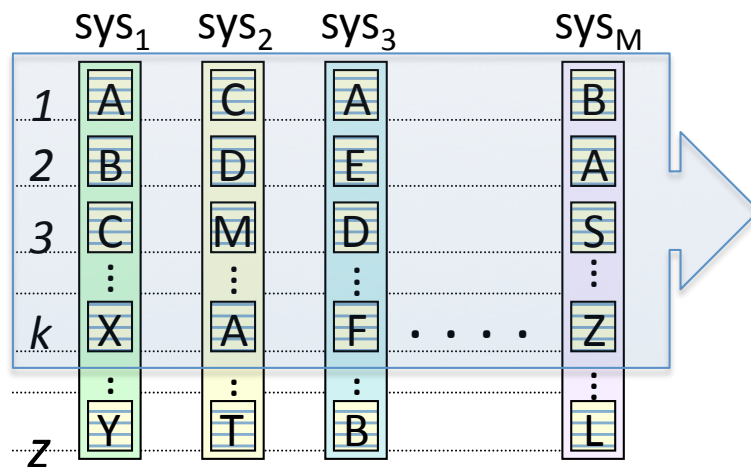 sys1 sys2 sys3 sysM
1 A C A B
2 B D E A
3 C M D S
⋮ ⋮ ⋮ ⋮
k X A F . . . . Z
⋮ ⋮ ⋮ ⋮
z Y T B L